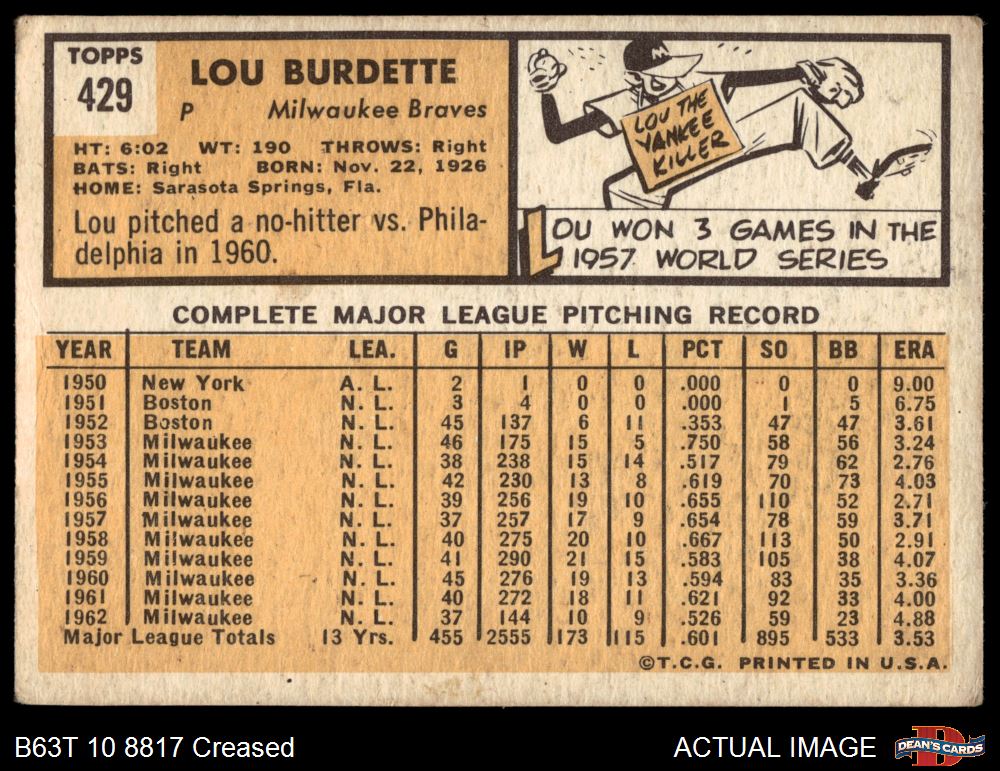 TOPPS
429
LOU BURDETTE
P Milwaukee Braves
HT: 6:02 WT: 190 THROWS: Right
BATS: Right BORN: Nov. 22, 1926
HOME: Sarasota Springs, Fla.
Lou pitched a no-hitter vs. Phila-
delphia in 1960.
M
LOU THE
YANKEE
KILLER
LOU WON 3 GAMES IN THE
1957 WORLD SERIES
COMPLETE MAJOR LEAGUE PITCHING RECORD
YEAR TEAM LEA. G IP W L PCT SO BB ERA
1950 New York A. L. 2 1 0 0 .000 0 0 9.00
1951 Boston N. L. 3 4 0 0 .000 1 5 6.75
1952 Boston N. L. 45 137 6 11 .353 47 47 3.61
1953 Milwaukee N. L. 46 175 15 5 .750 58 56 3.24
1954 Milwaukee N. L. 38 238 15 14 .517 79 62 2.76
1955 Milwaukee N. L. 42 230 13 8 .619 70 73 4.03
1956 Milwaukee N. L. 39 256 19 10 .655 110 52 2.71
1957 Milwaukee N. L. 37 257 17 9 .654 78 59 3.71
1958 Milwaukee N. L. 40 275 20 10 .667 113 50 2.91
1959 Milwaukee N. L. 41 290 21 15 .583 105 38 4.07
1960 Milwaukee N. L. 45 276 19 13 .594 83 35 3.36
1961 Milwaukee N. L. 40 272 18 11 .621 92 33 4.00
1962 Milwaukee N. L. 37 144 10 9 .526 59 23 4.88
Major League Totals 13 Yrs. 455 2555 173 115 .601 895 533 3.53
©T.C.G. PRINTED IN U.S.A.
B63T 10 8817 Creased
ACTUAL IMAGE
D
DEAN'S CARDS